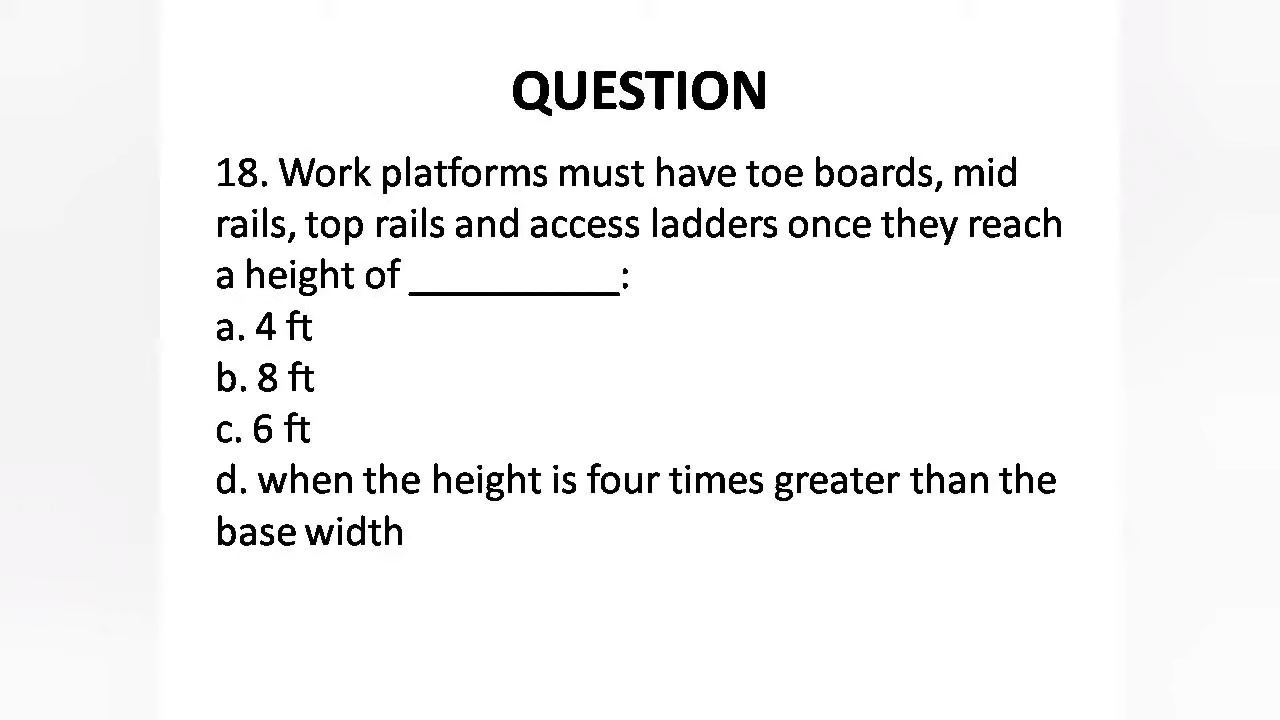 QUESTION
18. Work platforms must have toe boards, mid
rails, top rails and access ladders once they reach
a height of __________:
a. 4 ft
b. 8 ft
c. 6 ft
d. when the height is four times greater than the
base width